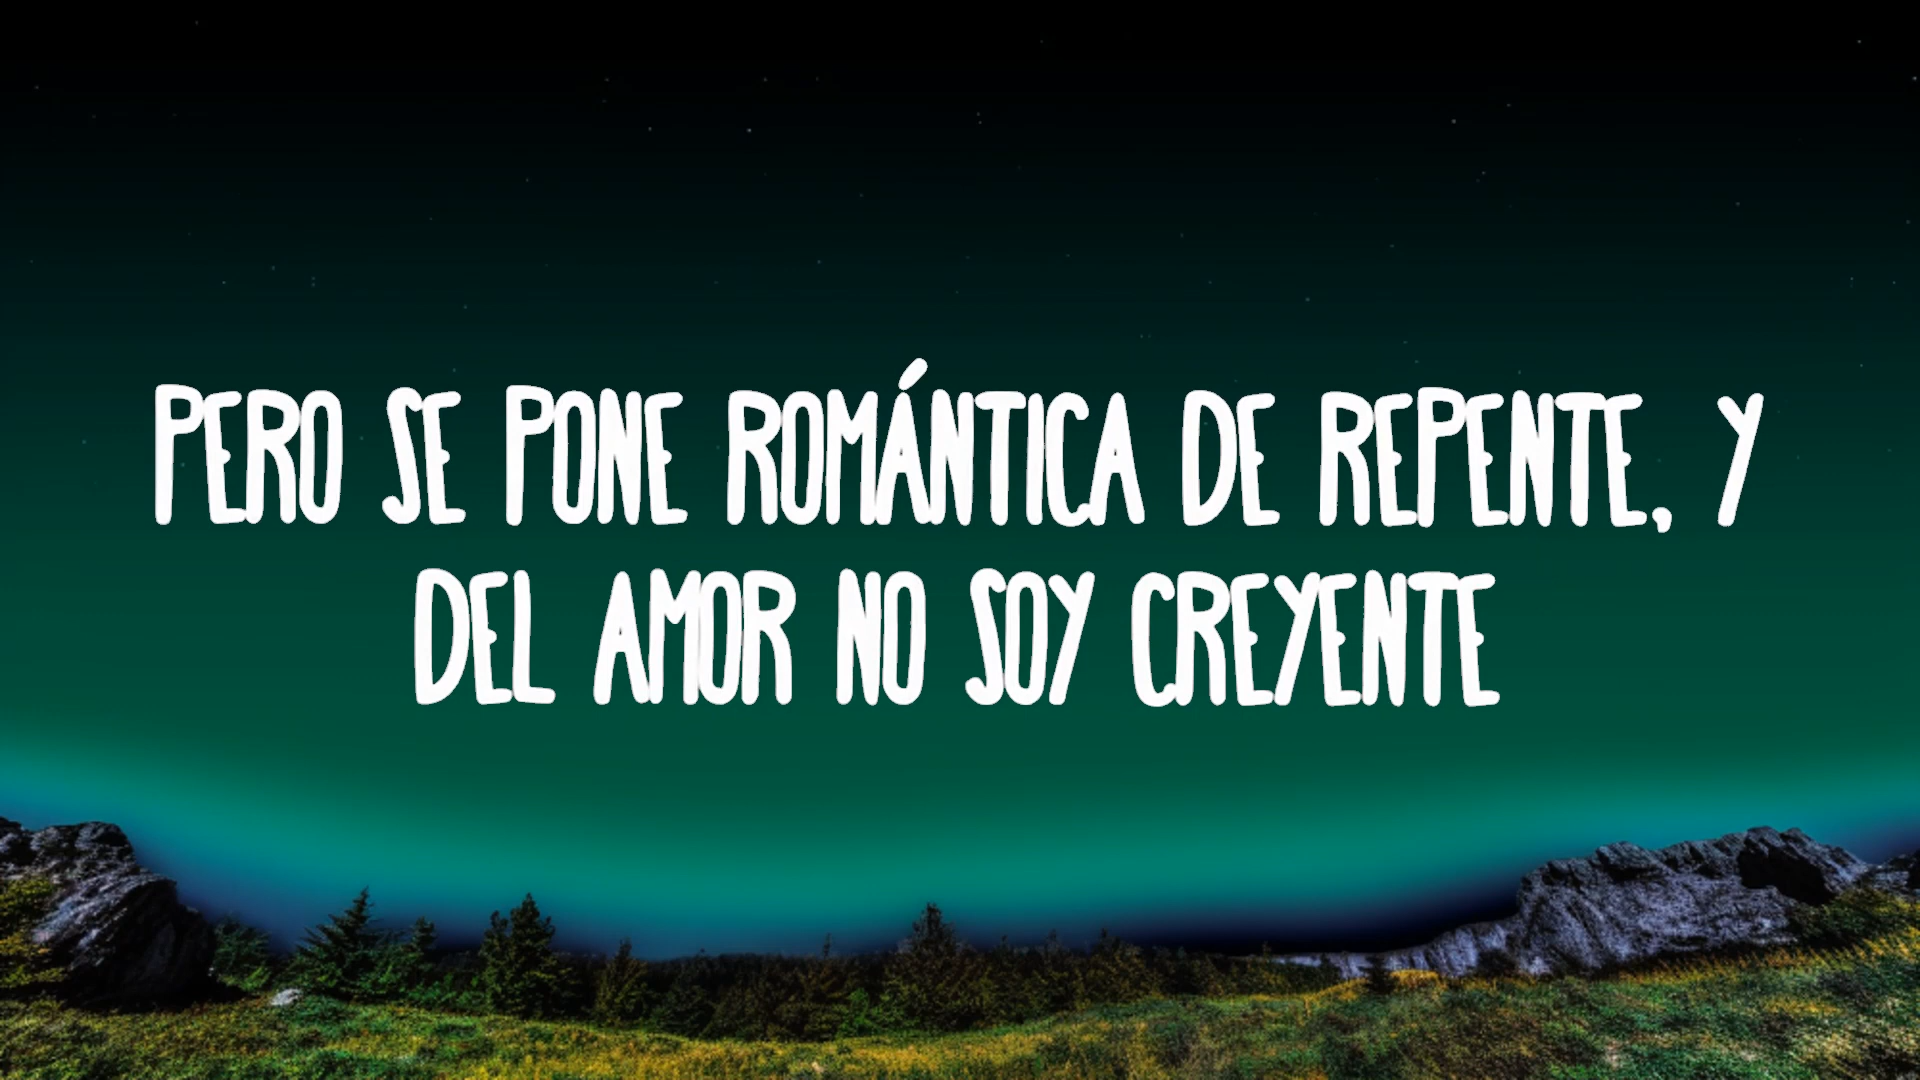 PERO SE PONE ROMÁNTICA DE REPENTE, Y
DEL AMOR NO SOY CREYENTE